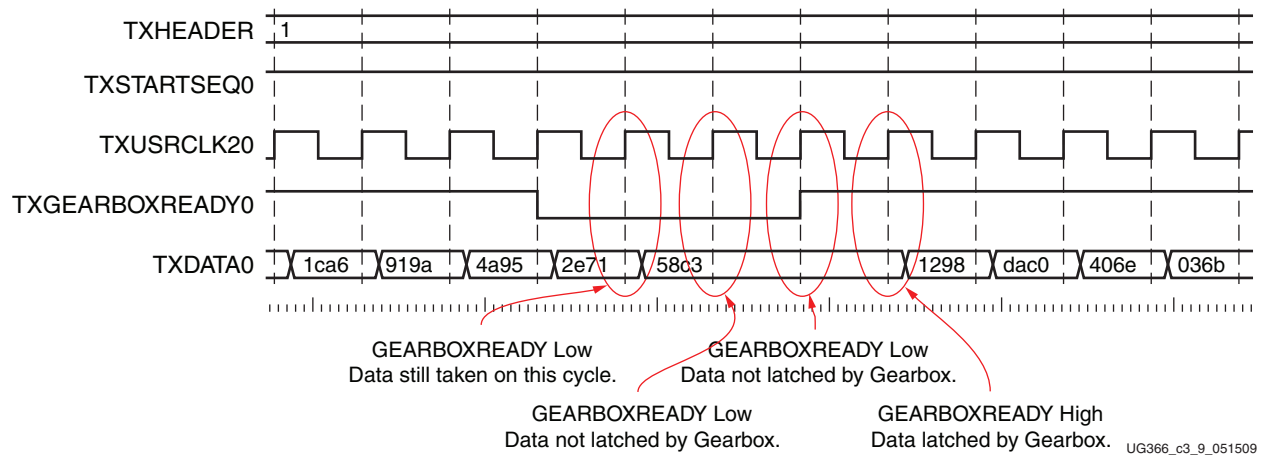 TXHEADER 1
TXSTARTSEQ0
TXUSRCLK20
TXGEARBOXREADY0
TXDATA0 1ca6 919a 4a95 2e71 58c3 1298 dac0 406e 036b
GEARBOXREADY Low
Data still taken on this cycle.
GEARBOXREADY Low
Data not latched by Gearbox.
GEARBOXREADY Low
Data not latched by Gearbox.
GEARBOXREADY High
Data latched by Gearbox.
UG366_c3_9_051509